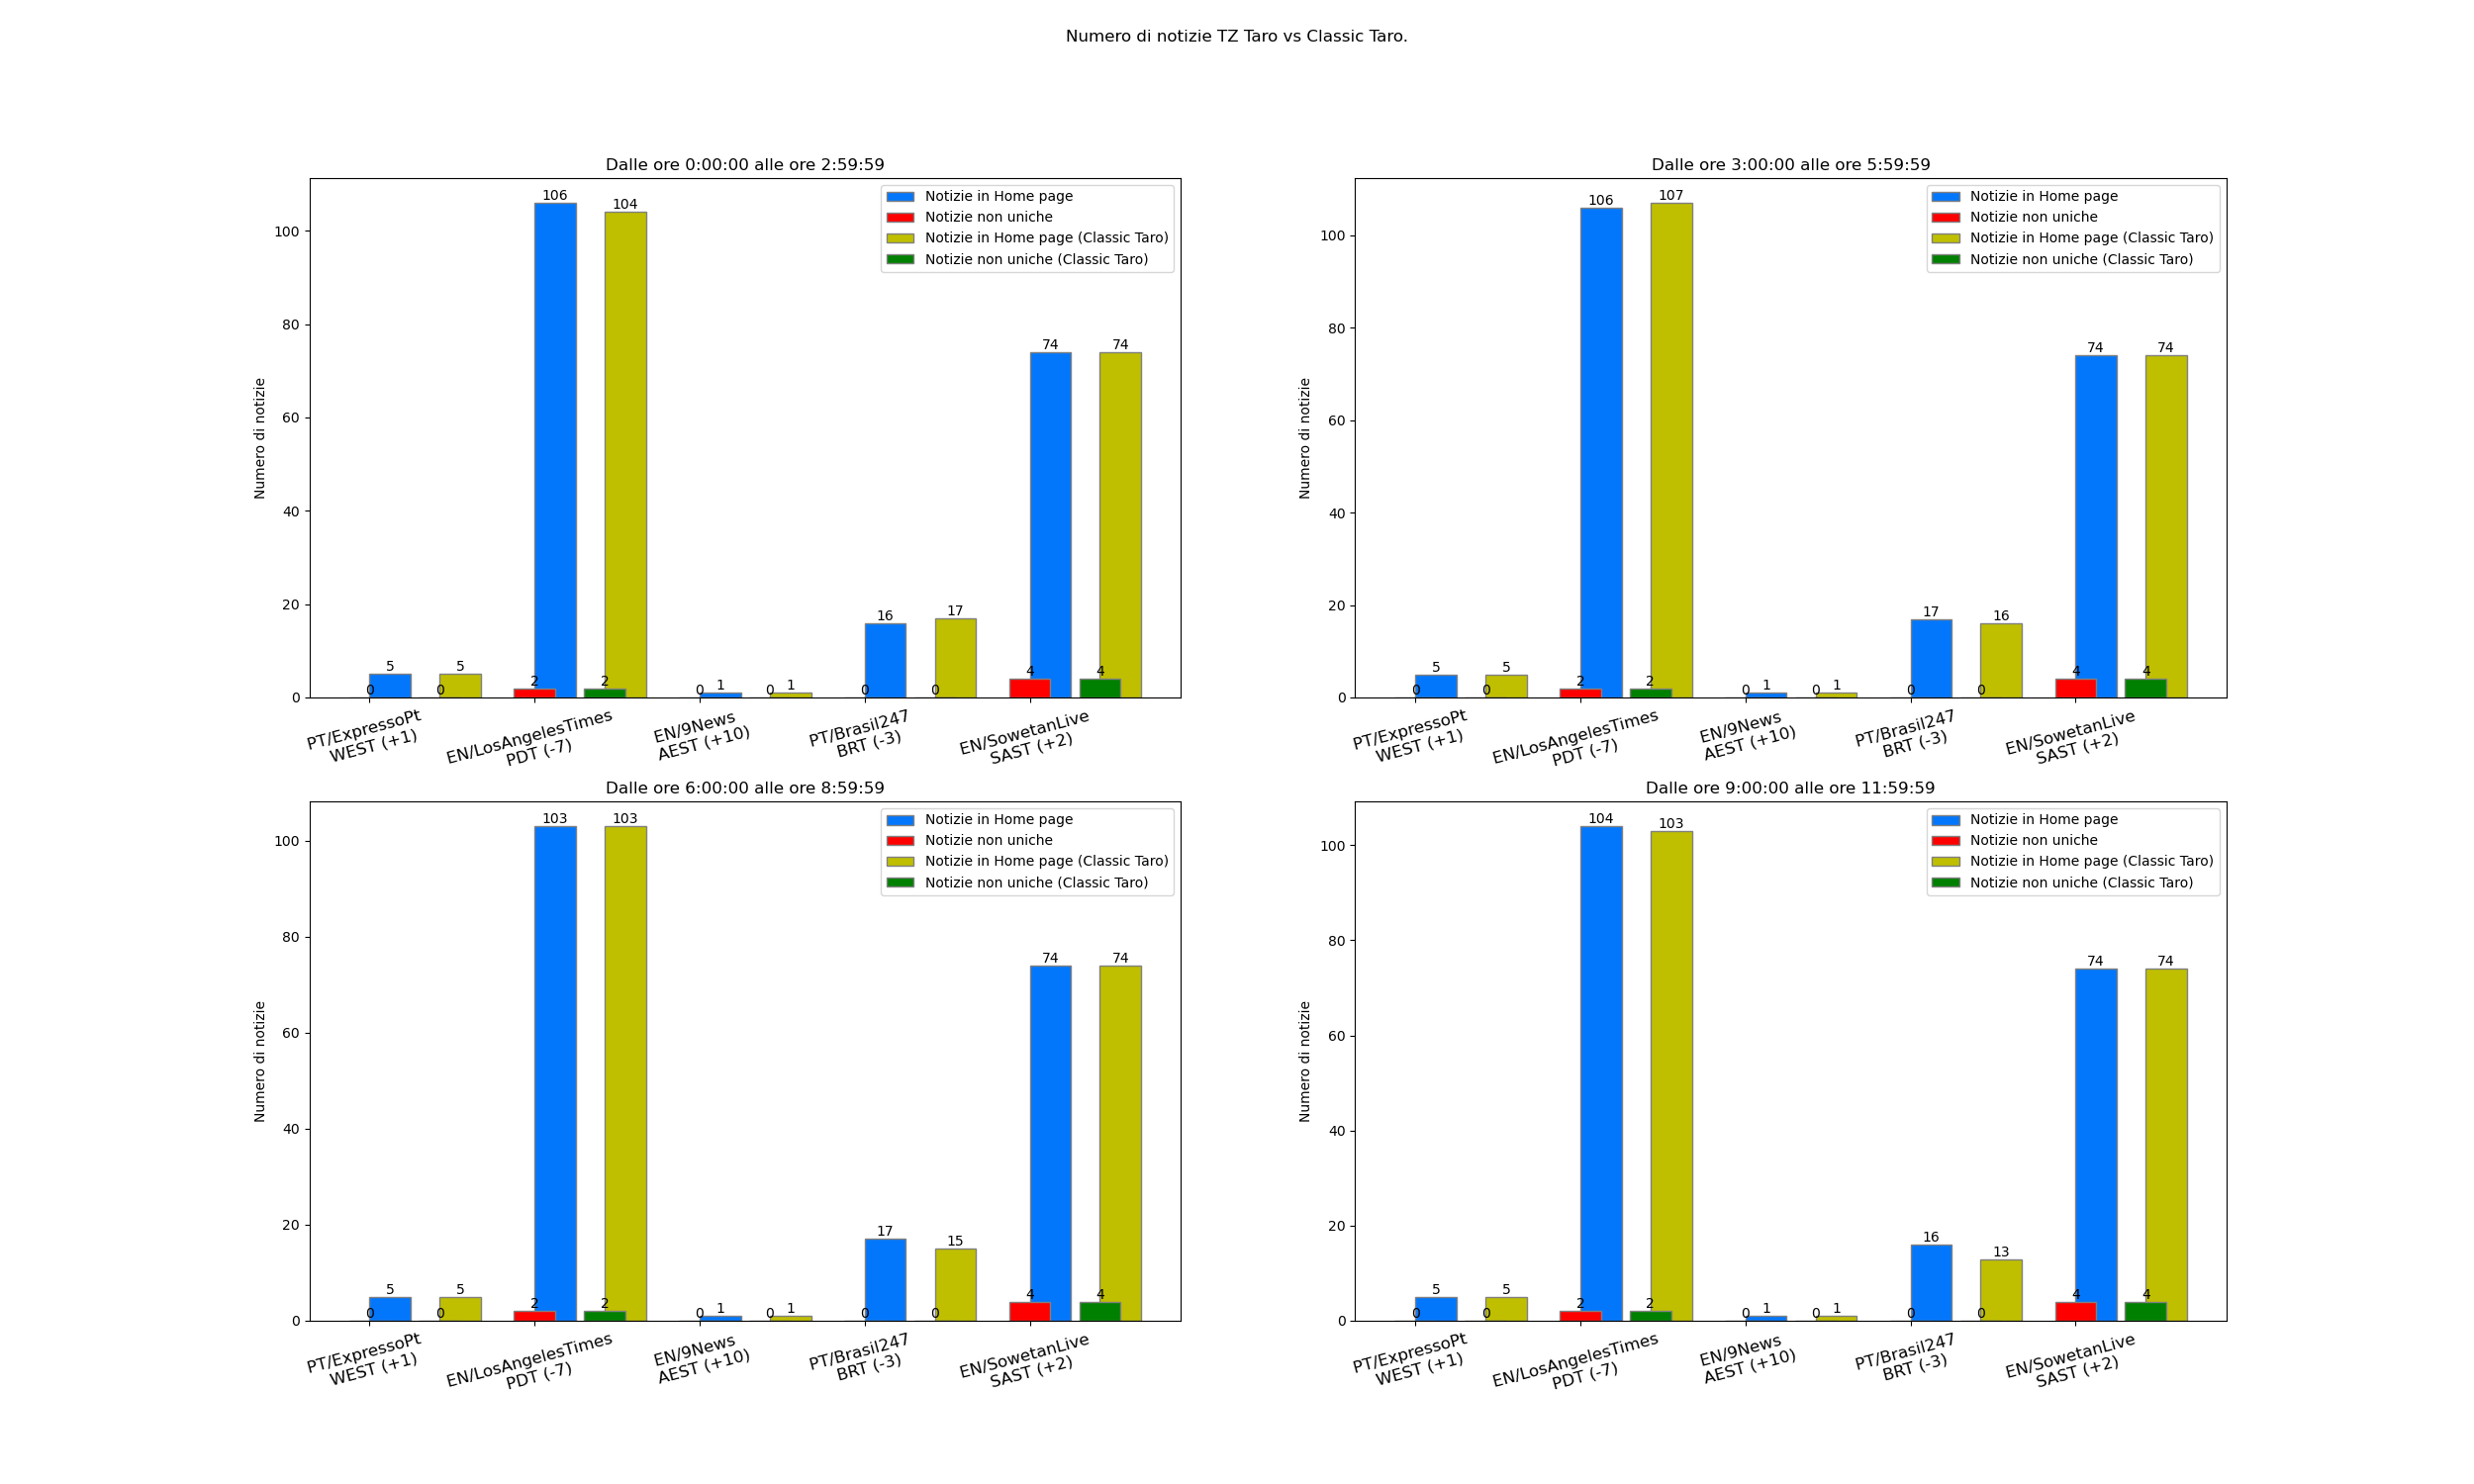 Numero di notizie TZ Taro vs Classic Taro.
Dalle ore 0:00:00 alle ore 2:59:59
Numero di notizie
100
80
60
40
20
0
Notizie in Home page
Notizie non uniche
Notizie in Home page (Classic Taro)
Notizie non uniche (Classic Taro)
5 0 5 0
106 2 104 2
1 0 1 0
16 0 17 0
74 4 74 4
PT/ExpressoPt
WEST (+1)
EN/LosAngelesTimes
PDT (-7)
EN/9News
AEST (+10)
PT/Brasil247
BRT (-3)
EN/SowetanLive
SAST (+2)
Dalle ore 3:00:00 alle ore 5:59:59
Numero di notizie
100
80
60
40
20
0
Notizie in Home page
Notizie non uniche
Notizie in Home page (Classic Taro)
Notizie non uniche (Classic Taro)
5 0 5 0
106 2 107 2
1 0 1 0
17 0 16 0
74 4 74 4
PT/ExpressoPt
WEST (+1)
EN/LosAngelesTimes
PDT (-7)
EN/9News
AEST (+10)
PT/Brasil247
BRT (-3)
EN/SowetanLive
SAST (+2)
Dalle ore 6:00:00 alle ore 8:59:59
Numero di notizie
100
80
60
40
20
0
Notizie in Home page
Notizie non uniche
Notizie in Home page (Classic Taro)
Notizie non uniche (Classic Taro)
5 0 5 0
103 2 103 2
1 0 1 0
17 0 15 0
74 4 74 4
PT/ExpressoPt
WEST (+1)
EN/LosAngelesTimes
PDT (-7)
EN/9News
AEST (+10)
PT/Brasil247
BRT (-3)
EN/SowetanLive
SAST (+2)
Dalle ore 9:00:00 alle ore 11:59:59
Numero di notizie
100
80
60
40
20
0
Notizie in Home page
Notizie non uniche
Notizie in Home page (Classic Taro)
Notizie non uniche (Classic Taro)
5 0 5 0
104 2 103 2
1 0 1 0
16 0 13 0
74 4 74 4
PT/ExpressoPt
WEST (+1)
EN/LosAngelesTimes
PDT (-7)
EN/9News
AEST (+10)
PT/Brasil247
BRT (-3)
EN/SowetanLive
SAST (+2)